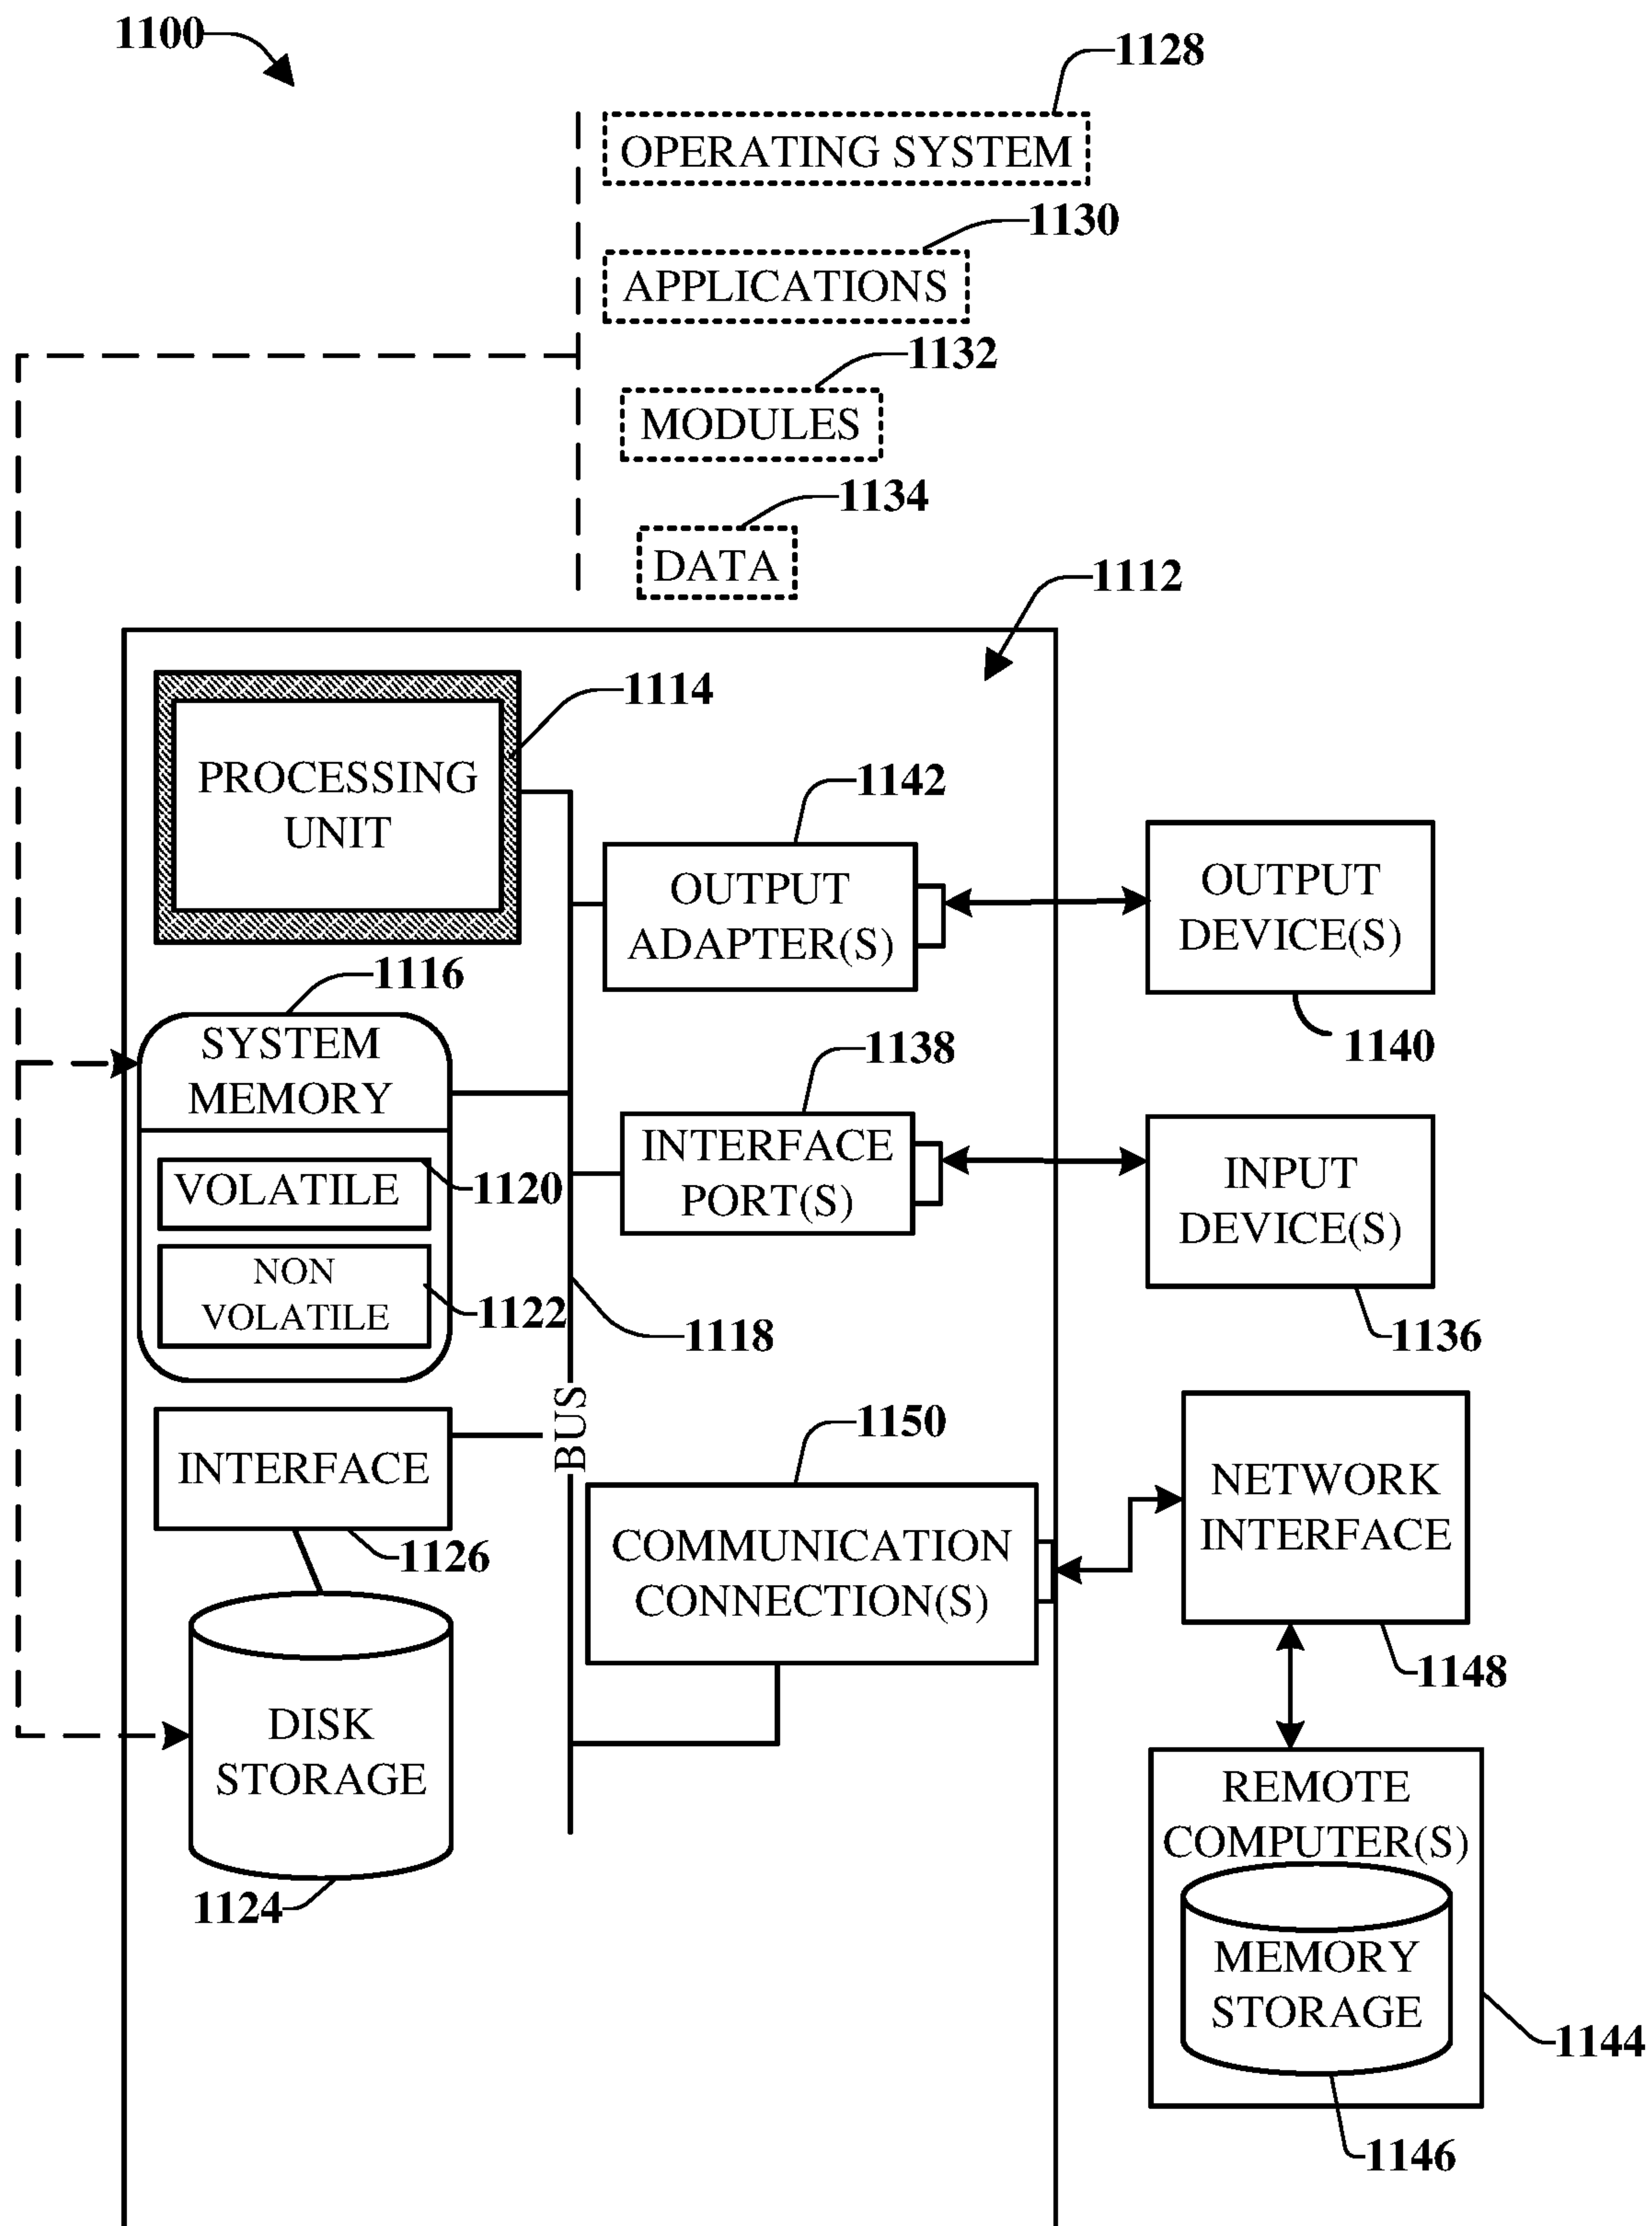 1100
1128
OPERATING SYSTEM
1130
APPLICATIONS
1132
MODULES
1134
DATA
1112
1114
PROCESSING
UNIT
1142
OUTPUT
ADAPTER(S)
OUTPUT
DEVICE(S)
1140
1116
SYSTEM
MEMORY
VOLATILE
1120
NON
VOLATILE
1122
1138
INTERFACE
PORT(S)
INPUT
DEVICE(S)
1136
1118
BUS
INTERFACE
1126
1150
COMMUNICATION
CONNECTION(S)
NETWORK
INTERFACE
1148
DISK
STORAGE
1124
REMOTE
COMPUTER(S)
MEMORY
STORAGE
1144
1146